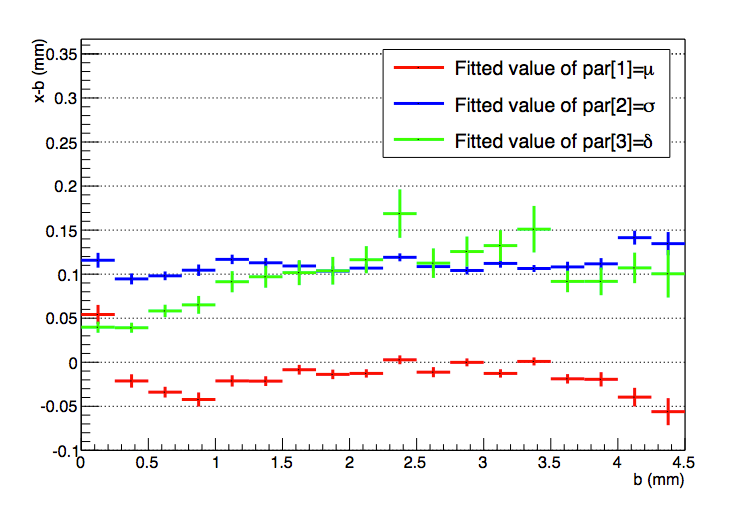 x-b (mm)
0.35
0.3
0.25
0.2
0.15
0.1
0.05
0
-0.05
-0.1
Fitted value of par[1]=μ
Fitted value of par[2]=σ
Fitted value of par[3]=δ
0 0.5 1 1.5 2 2.5 3 3.5 4 4.5
b (mm)